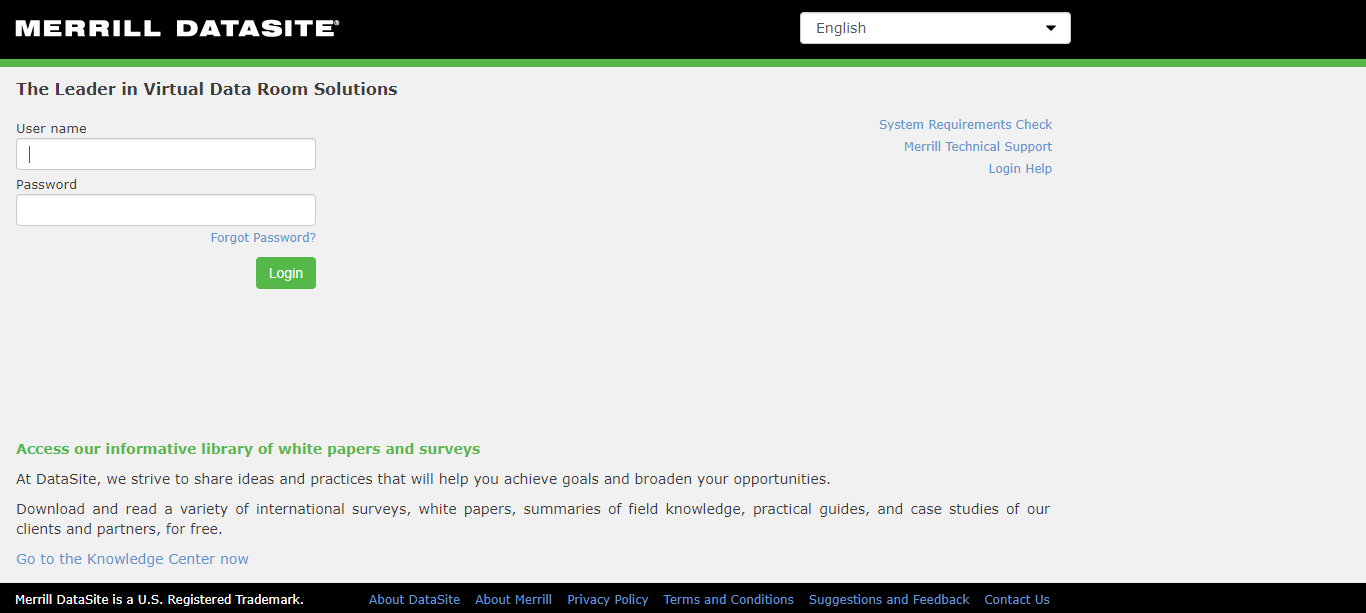 MERRILL DATASITE®
English
The Leader in Virtual Data Room Solutions
User name
System Requirements Check
Merrill Technical Support
Login Help
Password
Forgot Password?
Login
Access our informative library of white papers and surveys
At DataSite, we strive to share ideas and practices that will help you achieve goals and broaden your opportunities.
Download and read a variety of international surveys, white papers, summaries of field knowledge, practical guides, and case studies of our
clients and partners, for free.
Go to the Knowledge Center now
Merrill DataSite is a U.S. Registered Trademark. About DataSite About Merrill Privacy Policy Terms and Conditions Suggestions and Feedback Contact Us